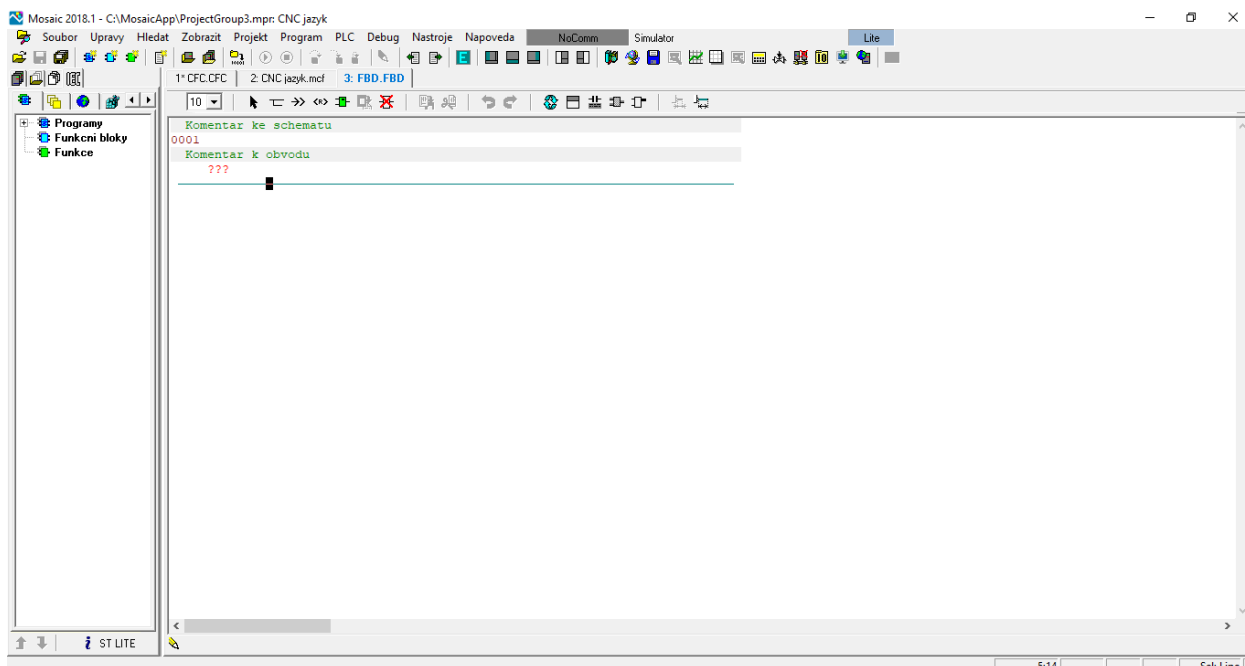 Mosaic 2018.1 - C:\MosaicApp\ProjectGroup3.mpr: CNC jazyk
Soubor Upravy Hledat Zobrazit Projekt Program PLC Debug Nastroje Napoveda NoComm Simulator Lite
1* CFC.CFC 2: CNC jazyk.mcf 3: FBD.FBD
10
Programy
Funkcni bloky
Funkce
Komentar ke schematu
0001
Komentar k obvodu
???
ST LITE